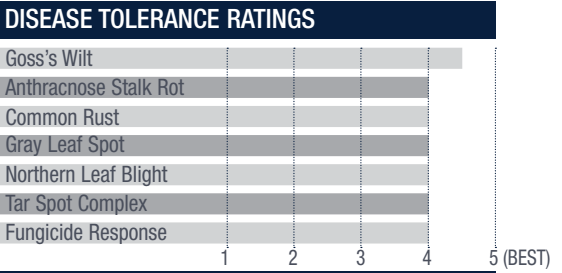 DISEASE TOLERANCE RATINGS
Goss's Wilt
Anthracnose Stalk Rot
Common Rust
Gray Leaf Spot
Northern Leaf Blight
Tar Spot Complex
Fungicide Response
1 2 3 4 5 (BEST)